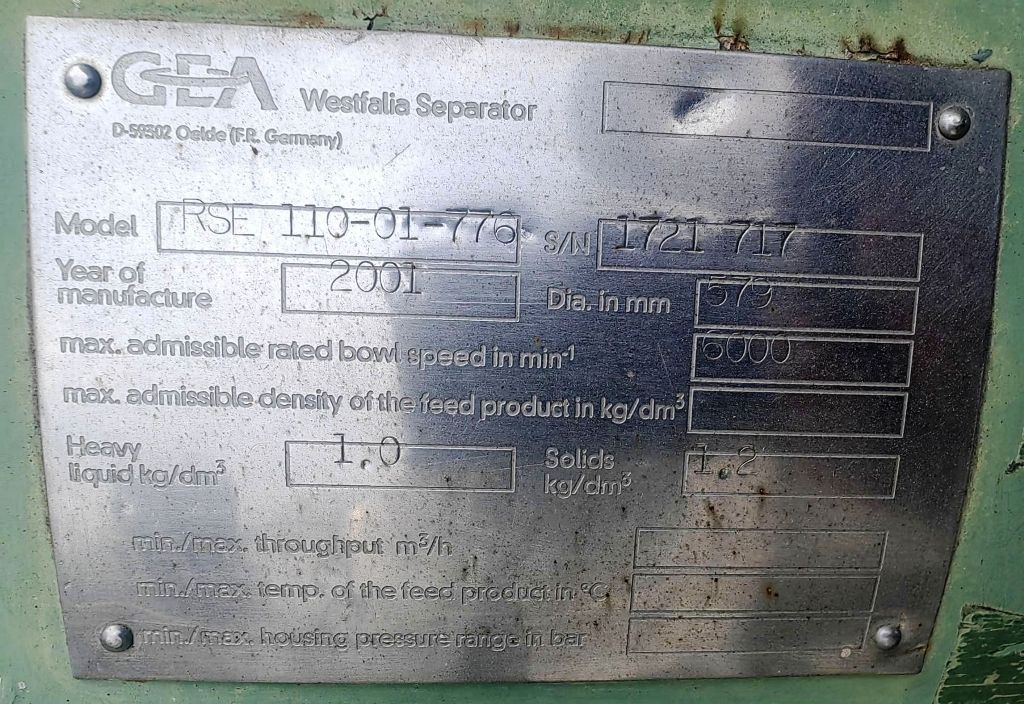 GEA Westfalia Separator
D-59302 Oelde (F.R. Germany)
Model RSE 110-01-776 S/N 1721 717
Year of
manufacture 2001 Dia. in mm 579
max. admissible rated bowl speed in min-1 6000
max. admissible density of the feed product in kg/dm³
Heavy
liquid kg/dm³ 1.0 Solids
kg/dm³ 1.2
min./max. throughput m³/h
min./max. temp. of the feed product in °C
min./max. housing pressure range in bar